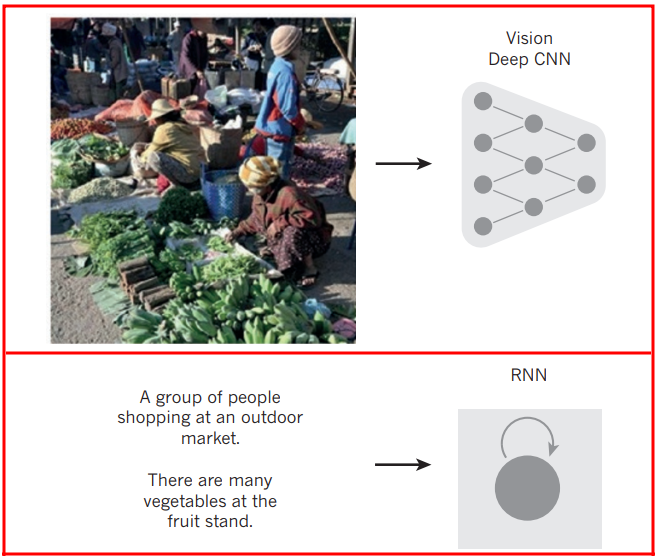 Vision
Deep CNN
RNN
A group of people
shopping at an outdoor
market.
There are many
vegetables at the
fruit stand.